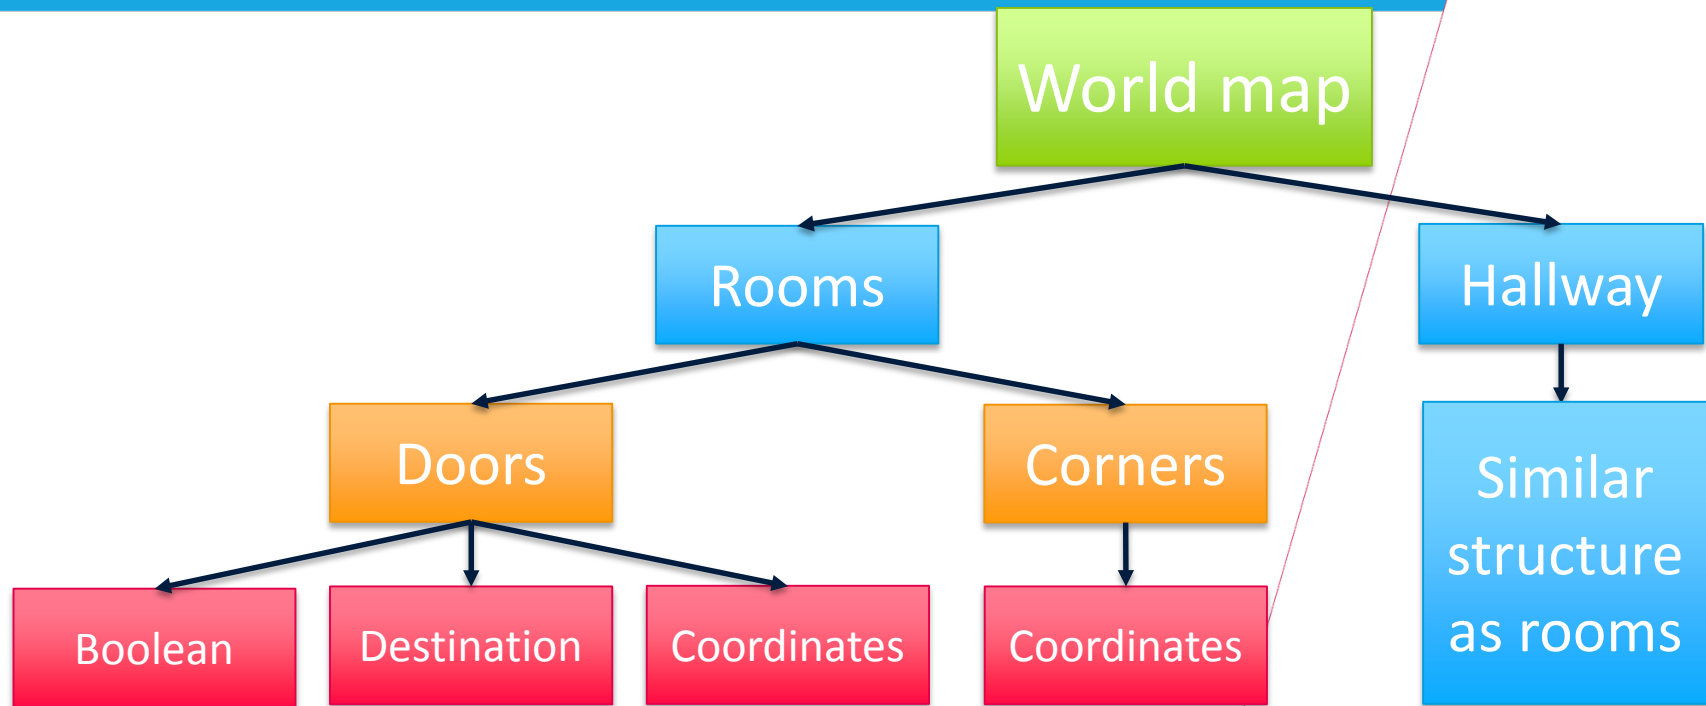 World map
Rooms
Hallway
Doors
Corners
Similar
structure
as rooms
Boolean
Destination
Coordinates
Coordinates